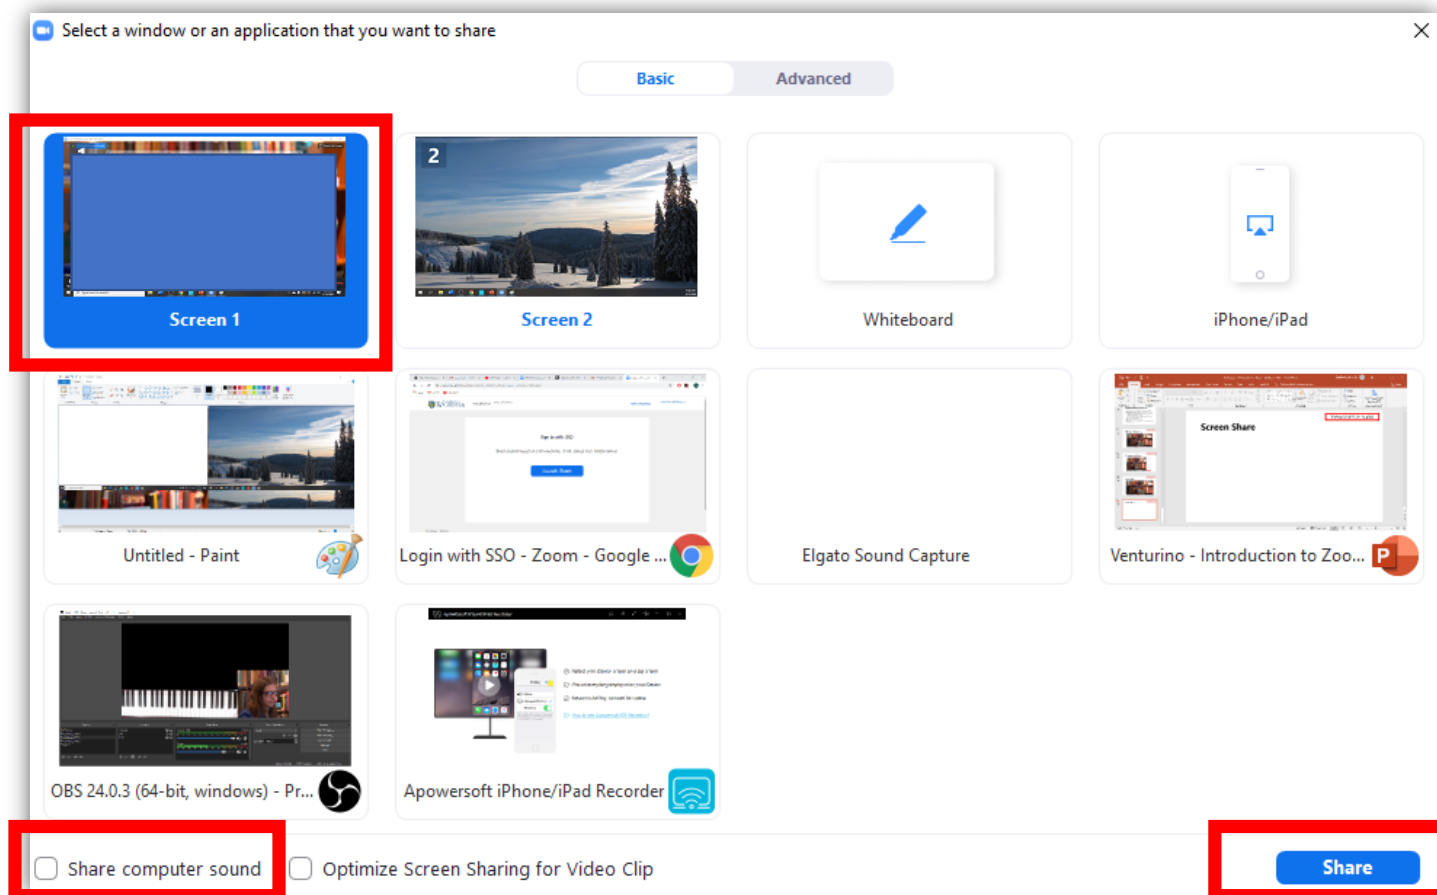 Select a window or an application that you want to share
Basic
Advanced
2
Screen 1
Screen 2
Whiteboard
iPhone/iPad
Screen Share
Untitled - Paint
Login with SSO - Zoom - Google ...
Elgato Sound Capture
Venturino - Introduction to Zoo...
P
OBS 24.0.3 (64-bit, windows) - Pr...
Apowersoft iPhone/iPad Recorder
Share computer sound
Optimize Screen Sharing for Video Clip
Share